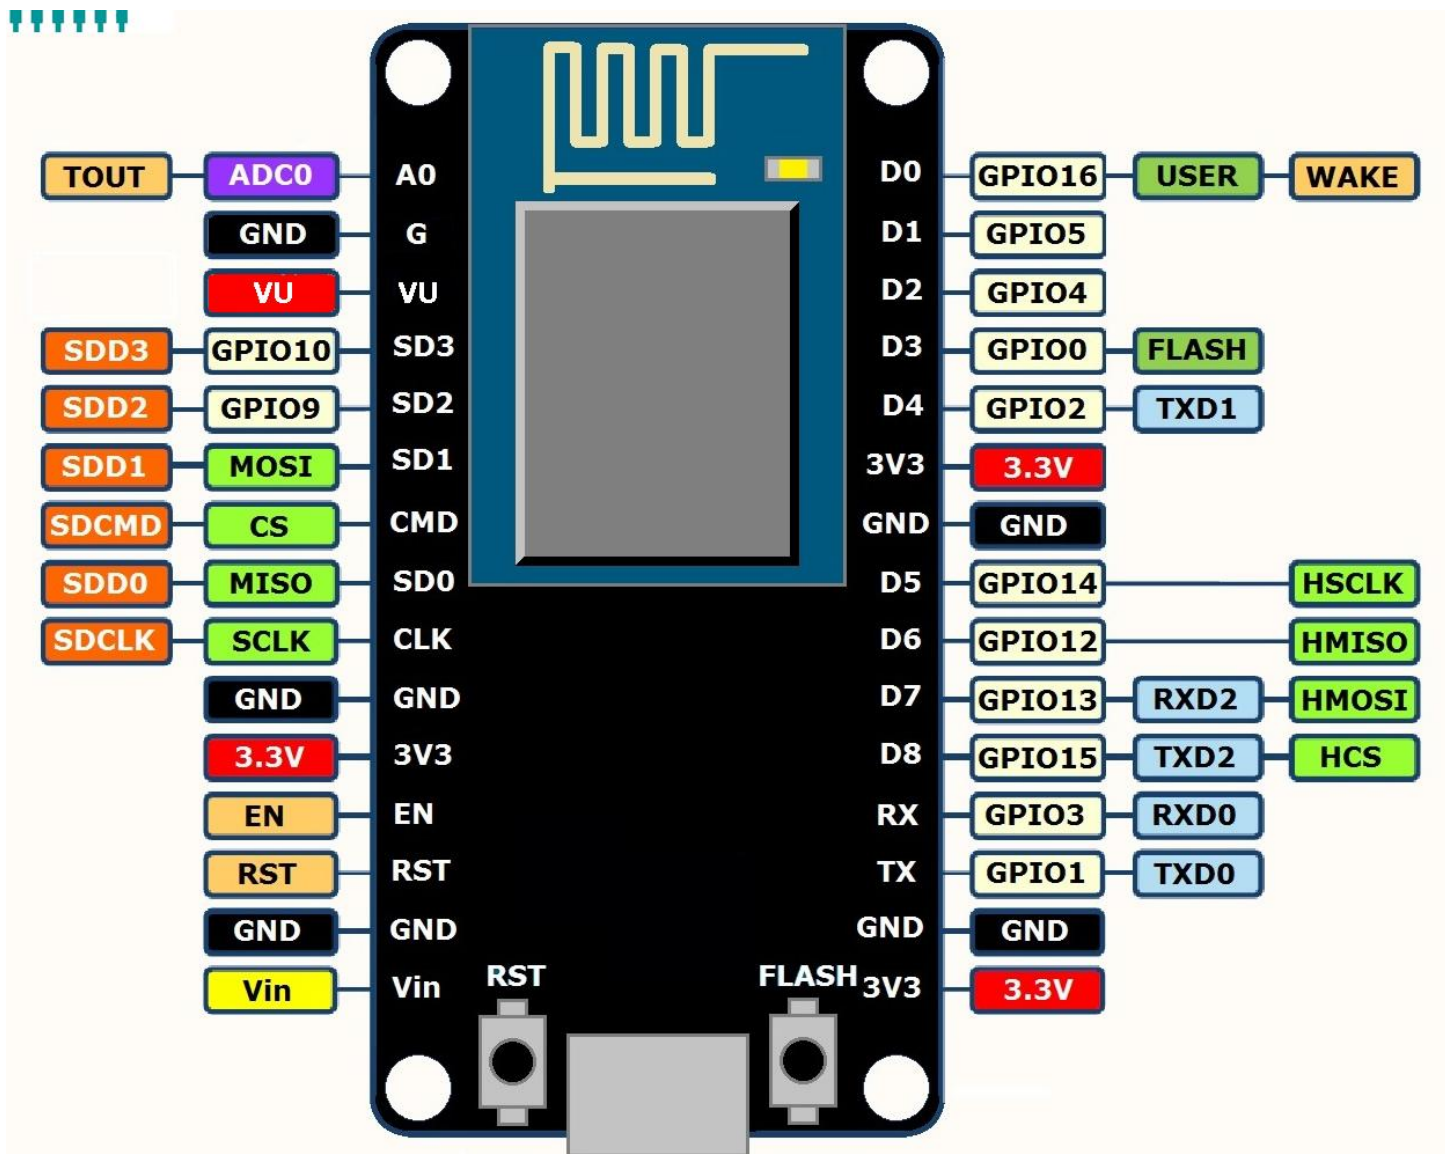 TOUT ADC0 A0 D0 GPIO16 USER WAKE
GND G D1 GPIO5
VU VU D2 GPIO4
SDD3 GPIO10 SD3 D3 GPIO0 FLASH
SDD2 GPIO9 SD2 D4 GPIO2 TXD1
SDD1 MOSI SD1 3V3 3.3V
SDCMD CS CMD GND GND
SDD0 MISO SD0 D5 GPIO14 HSCLK
SDCLK SCLK CLK D6 GPIO12 HMISO
GND GND D7 GPIO13 RXD2 HMOSI
3.3V 3V3 D8 GPIO15 TXD2 HCS
EN EN RX GPIO3 RXD0
RST RST TX GPIO1 TXD0
GND GND GND GND
Vin Vin RST FLASH 3V3 3.3V